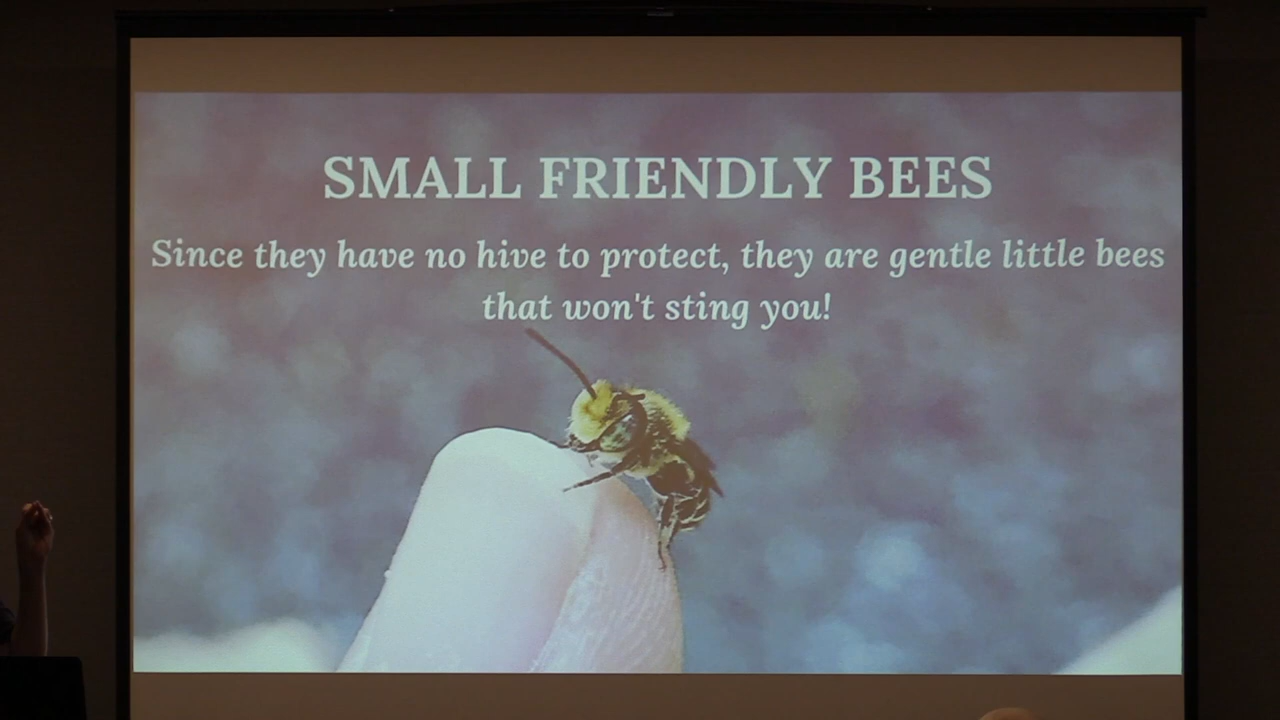 SMALL FRIENDLY BEES
Since they have no hive to protect, they are gentle little bees
that won't sting you!